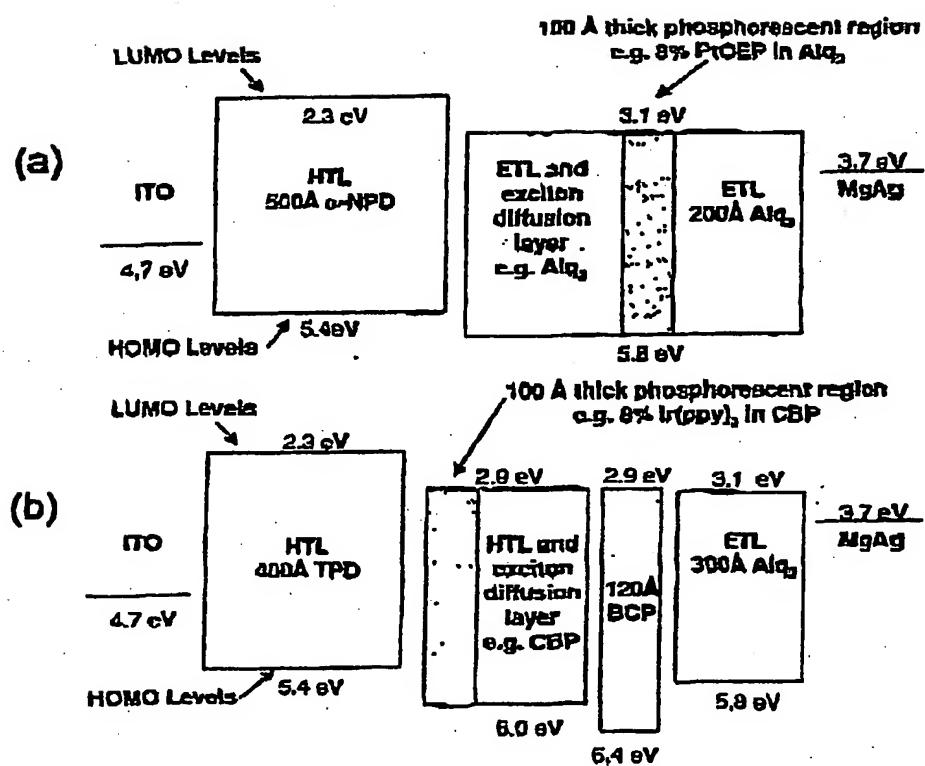 100 Å thick phosphorescent region
e.g. 8% PtOEP in Alq3
LUMO Levels
(a)
ITO
4.7 eV
2.3 eV
HTL
500Å α-NPD
5.4eV
HOMO Levels
3.1 eV
ETL and
exciton
diffusion
layer
e.g. Alq3
ETL
200Å Alq3
5.8 eV
3.7 eV
MgAg
100 Å thick phosphorescent region
e.g. 8% Ir(ppy)3 in CBP
LUMO Levels
(b)
ITO
4.7 eV
2.3 eV
HTL
400Å TPD
5.4 eV
HOMO Levels
2.9 eV
HTL and
exciton
diffusion
layer
e.g. CBP
6.0 eV
2.9 eV
120Å
BCP
6.4 eV
3.1 eV
ETL
300Å Alq3
5.8 eV
3.7 eV
MgAg